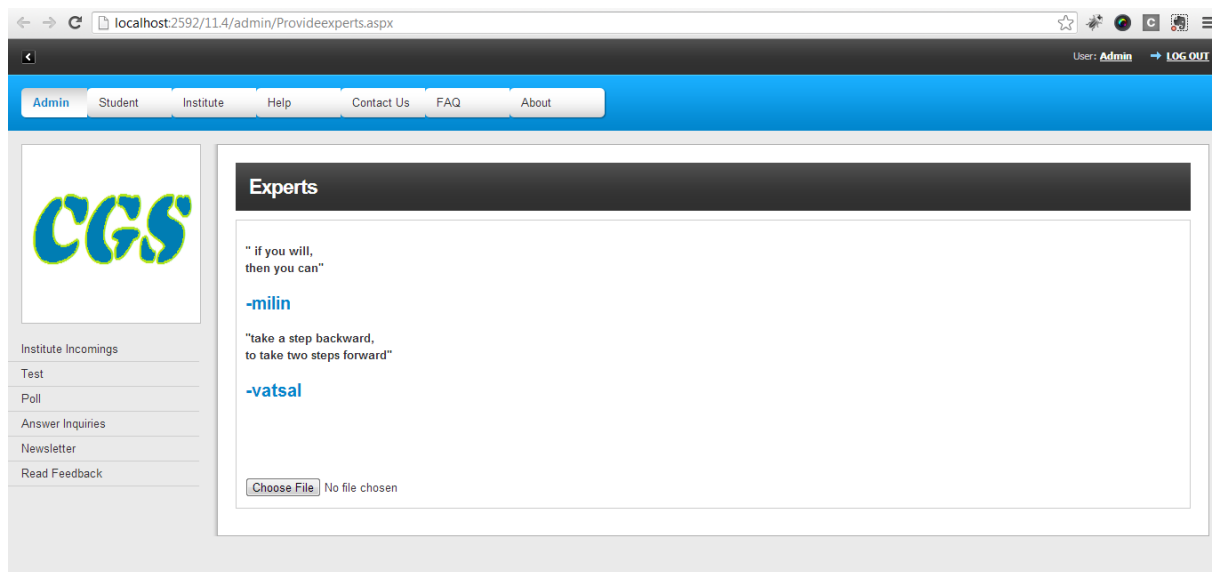 localhost:2592/11.4/admin/Provideexperts.aspx
C
User: Admin LOG OUT
Admin Student Institute Help Contact Us FAQ About
CGS
Experts
" if you will,
then you can"
-milin
"take a step backward,
to take two steps forward"
-vatsal
Institute Incomings
Test
Poll
Answer Inquiries
Newsletter
Read Feedback
Choose File No file chosen